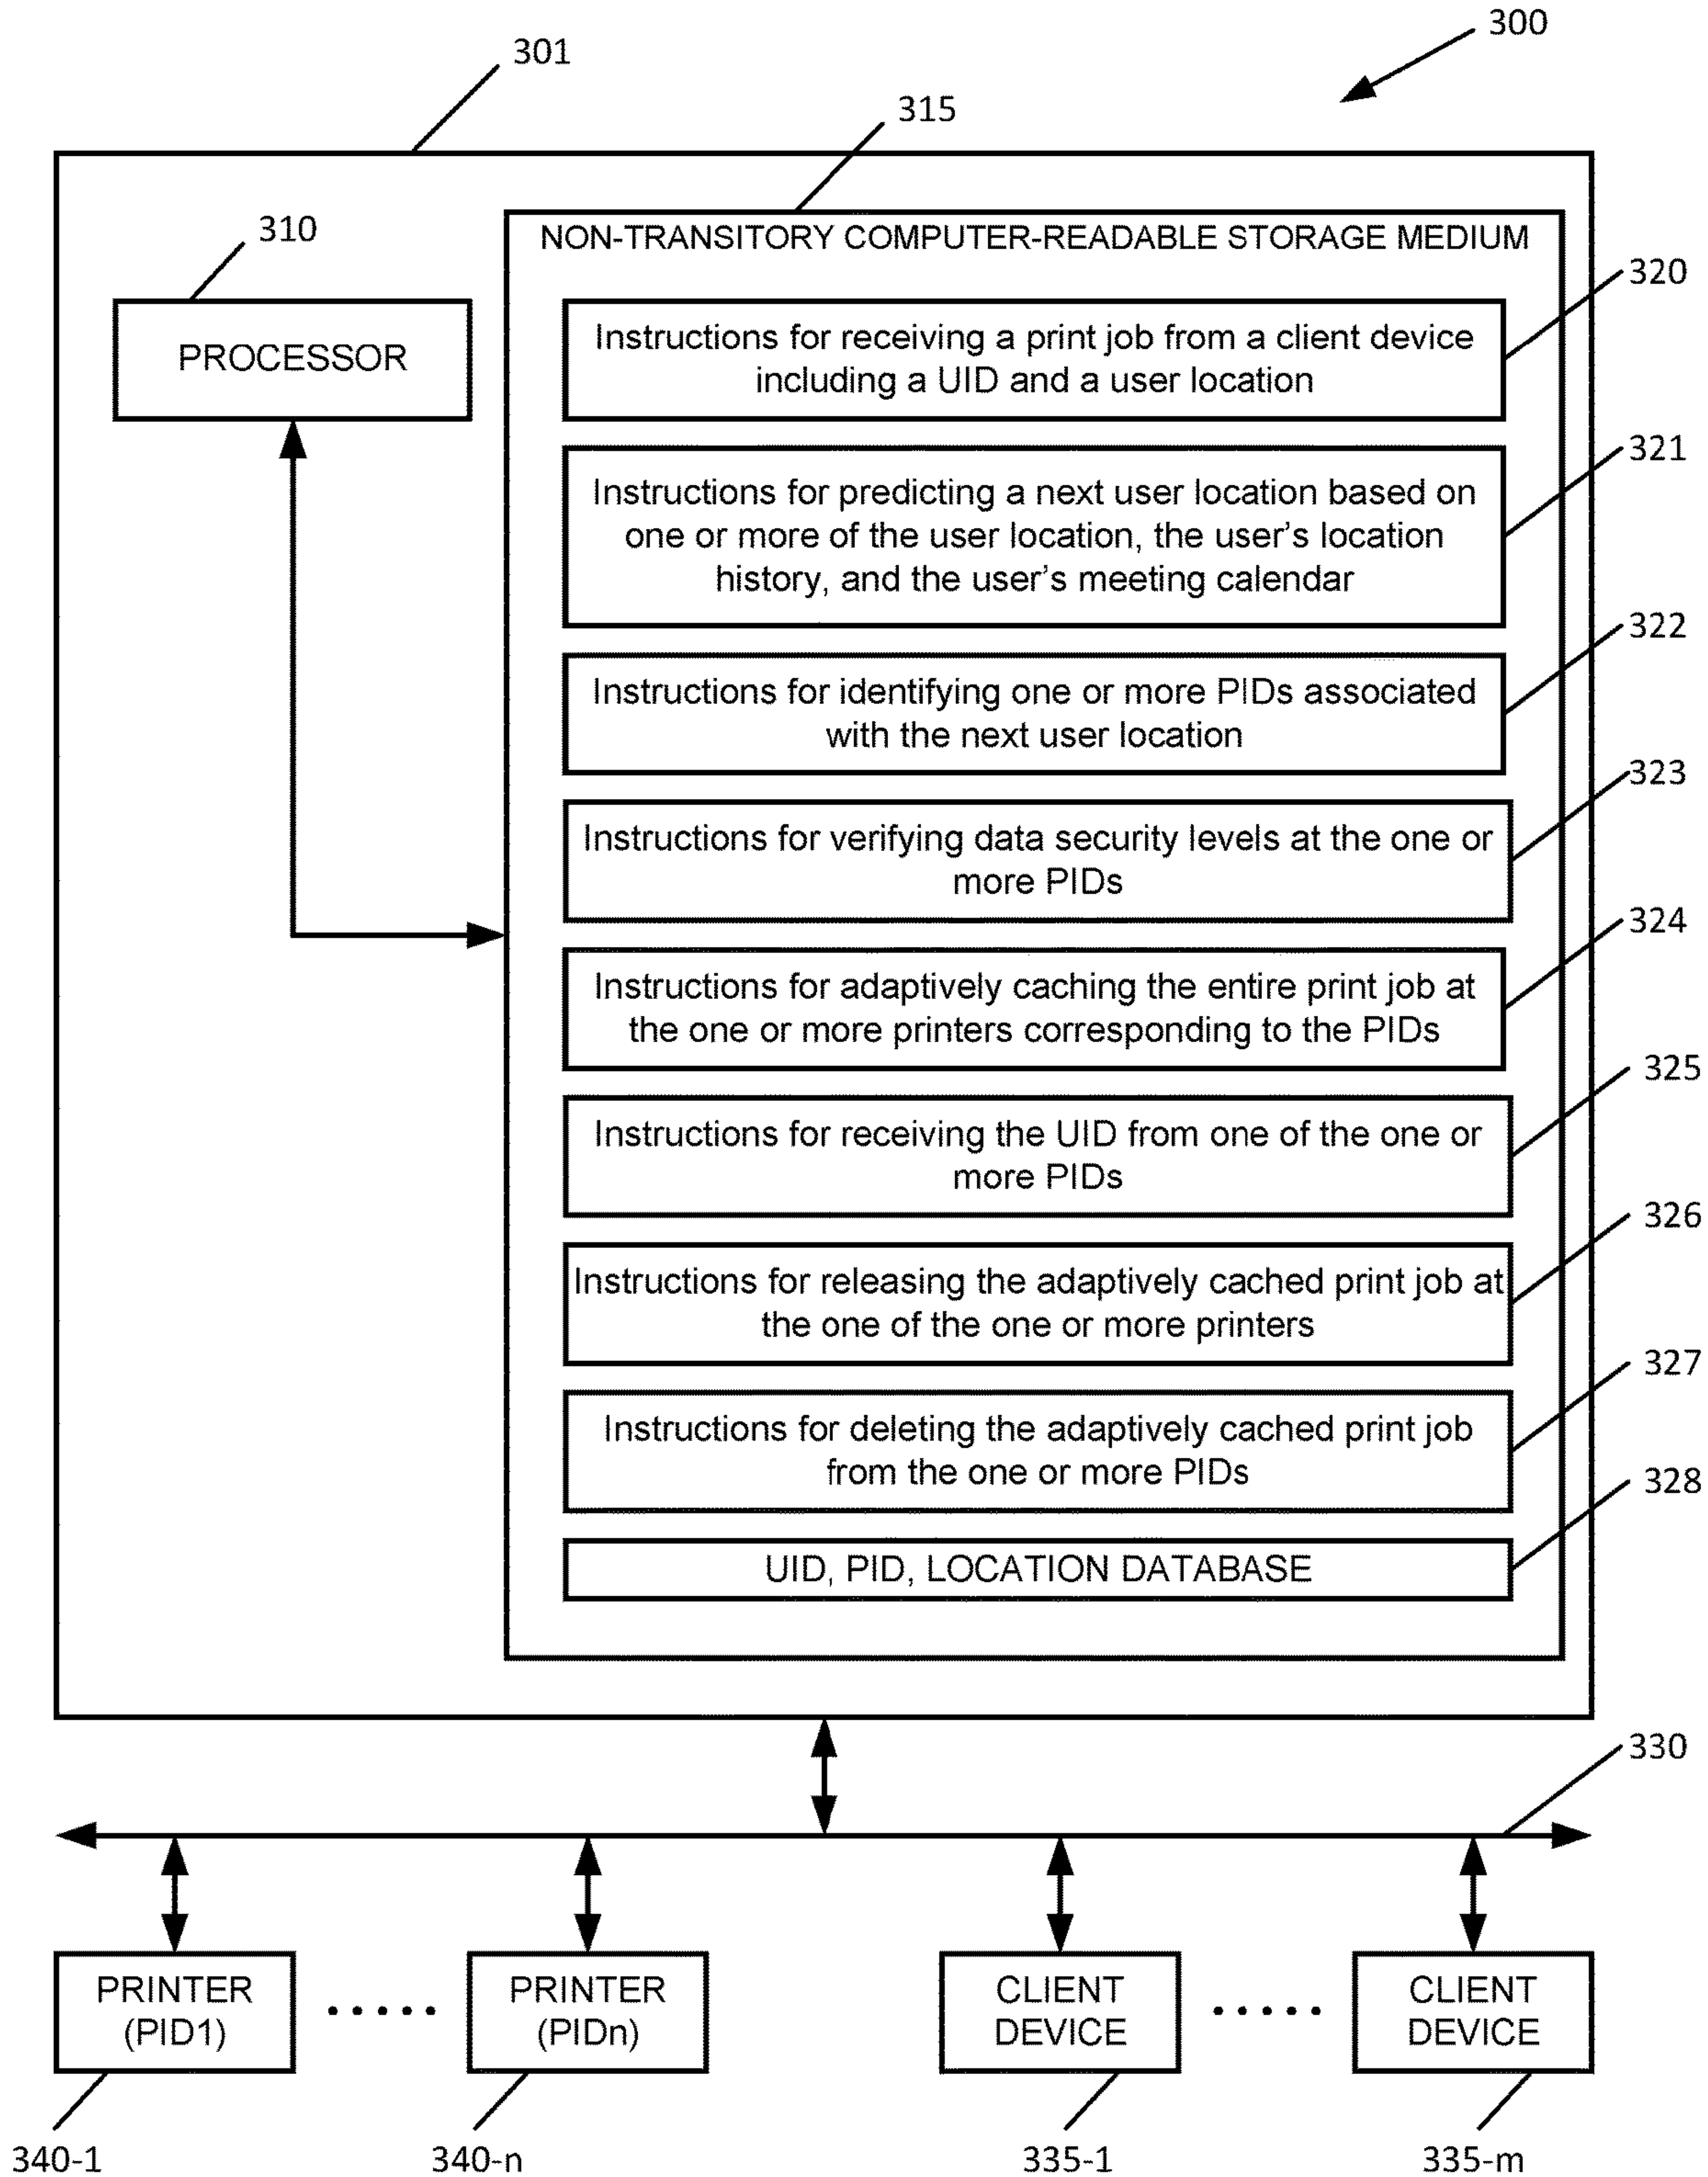 300
301
315
310
NON-TRANSITORY COMPUTER-READABLE STORAGE MEDIUM
320
PROCESSOR
Instructions for receiving a print job from a client device
including a UID and a user location
321
Instructions for predicting a next user location based on
one or more of the user location, the user’s location
history, and the user’s meeting calendar
322
Instructions for identifying one or more PIDs associated
with the next user location
323
Instructions for verifying data security levels at the one or
more PIDs
324
Instructions for adaptively caching the entire print job at
the one or more printers corresponding to the PIDs
325
Instructions for receiving the UID from one of the one or
more PIDs
326
Instructions for releasing the adaptively cached print job at
the one of the one or more printers
327
Instructions for deleting the adaptively cached print job
from the one or more PIDs
328
UID, PID, LOCATION DATABASE
330
PRINTER
(PID1)
PRINTER
(PIDn)
CLIENT
DEVICE
CLIENT
DEVICE
340-1
340-n
335-1
335-m